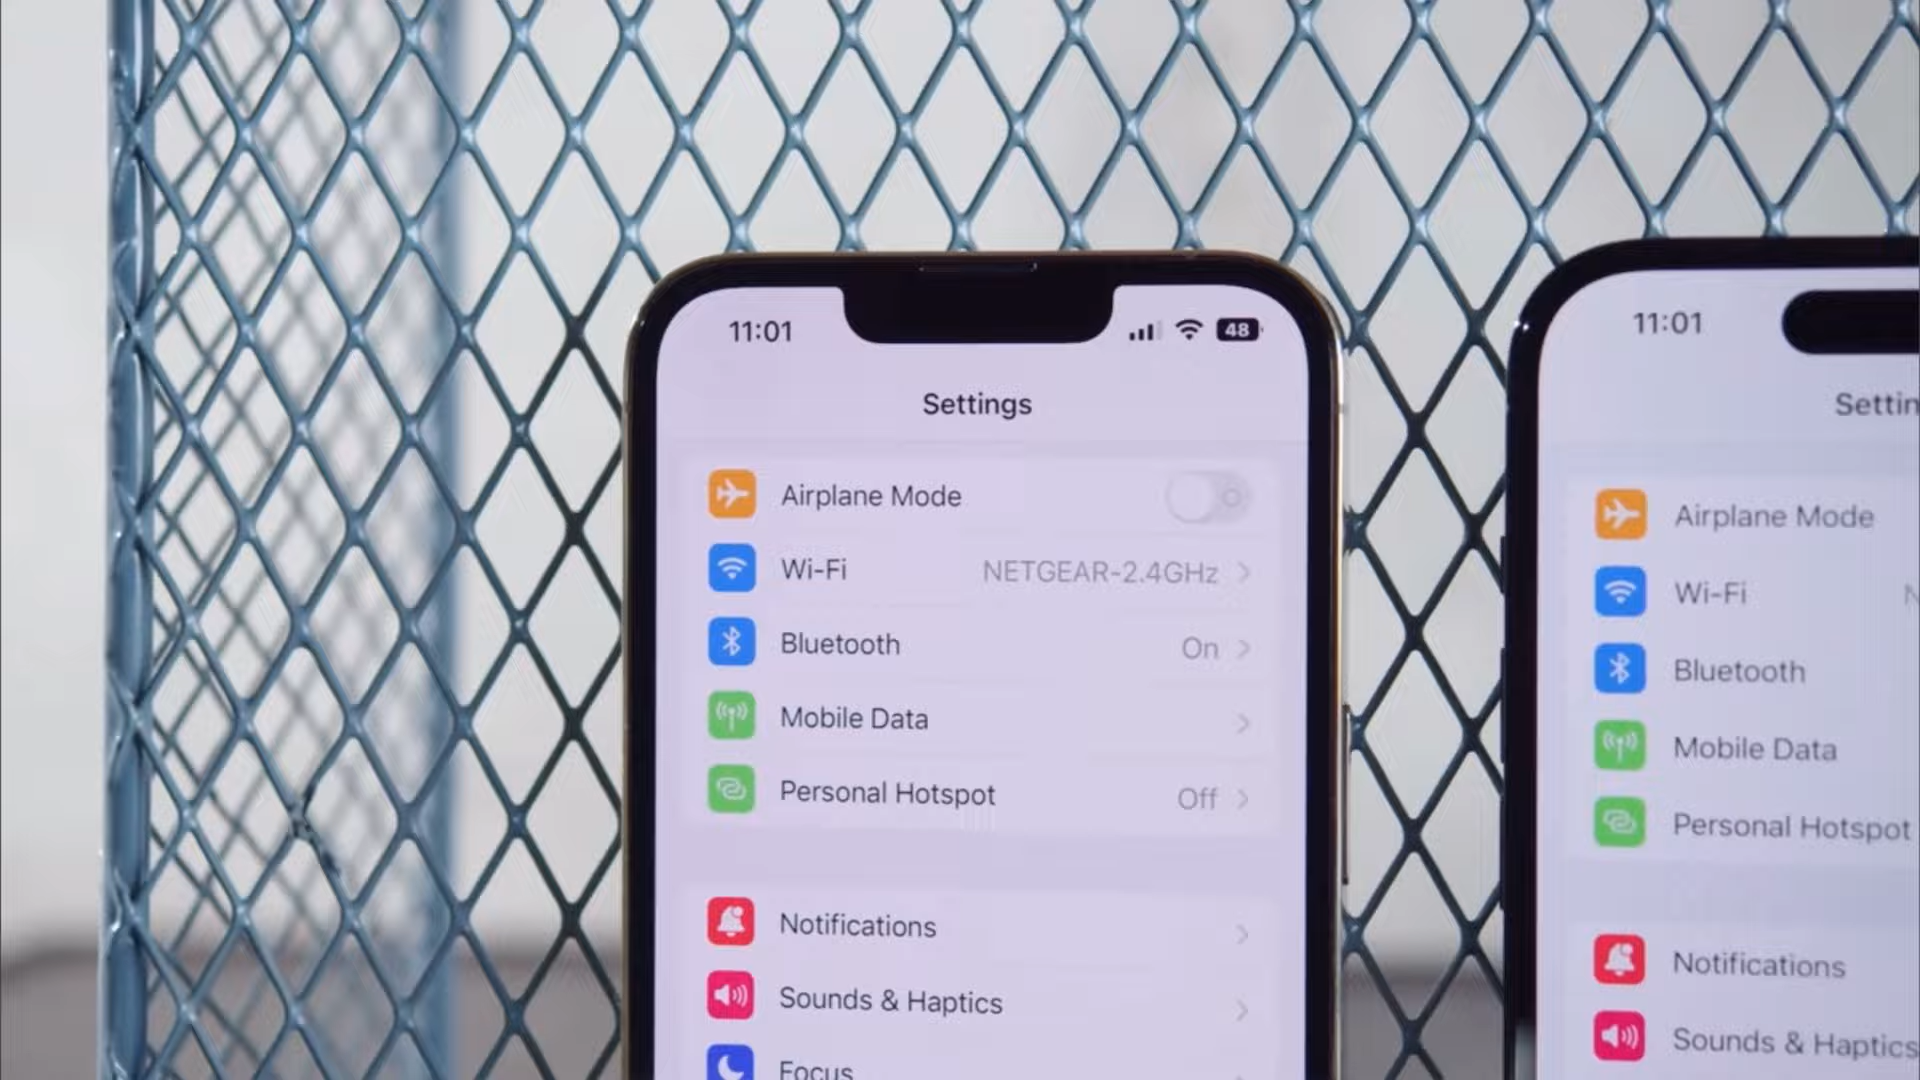 11:01
48
Settings
Airplane Mode
Wi-Fi
NETGEAR-2.4GHz
Bluetooth
On
Mobile Data
Personal Hotspot
Off
Notifications
Sounds & Haptics
Focus
11:01
Settin
Airplane Mode
Wi-Fi
N
Bluetooth
Mobile Data
Personal Hotspot
Notifications
Sounds & Haptics